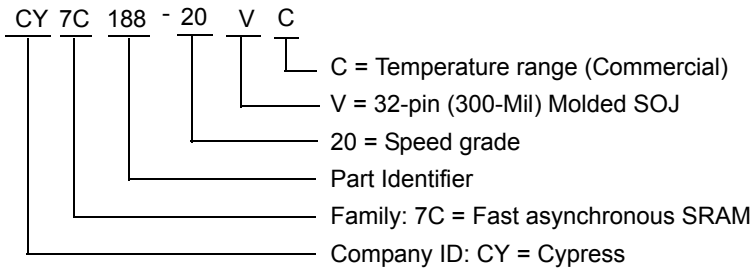 CY 7C 188 - 20 V C
C = Temperature range (Commercial)
V = 32-pin (300-Mil) Molded SOJ
20 = Speed grade
Part Identifier
Family: 7C = Fast asynchronous SRAM
Company ID: CY = Cypress